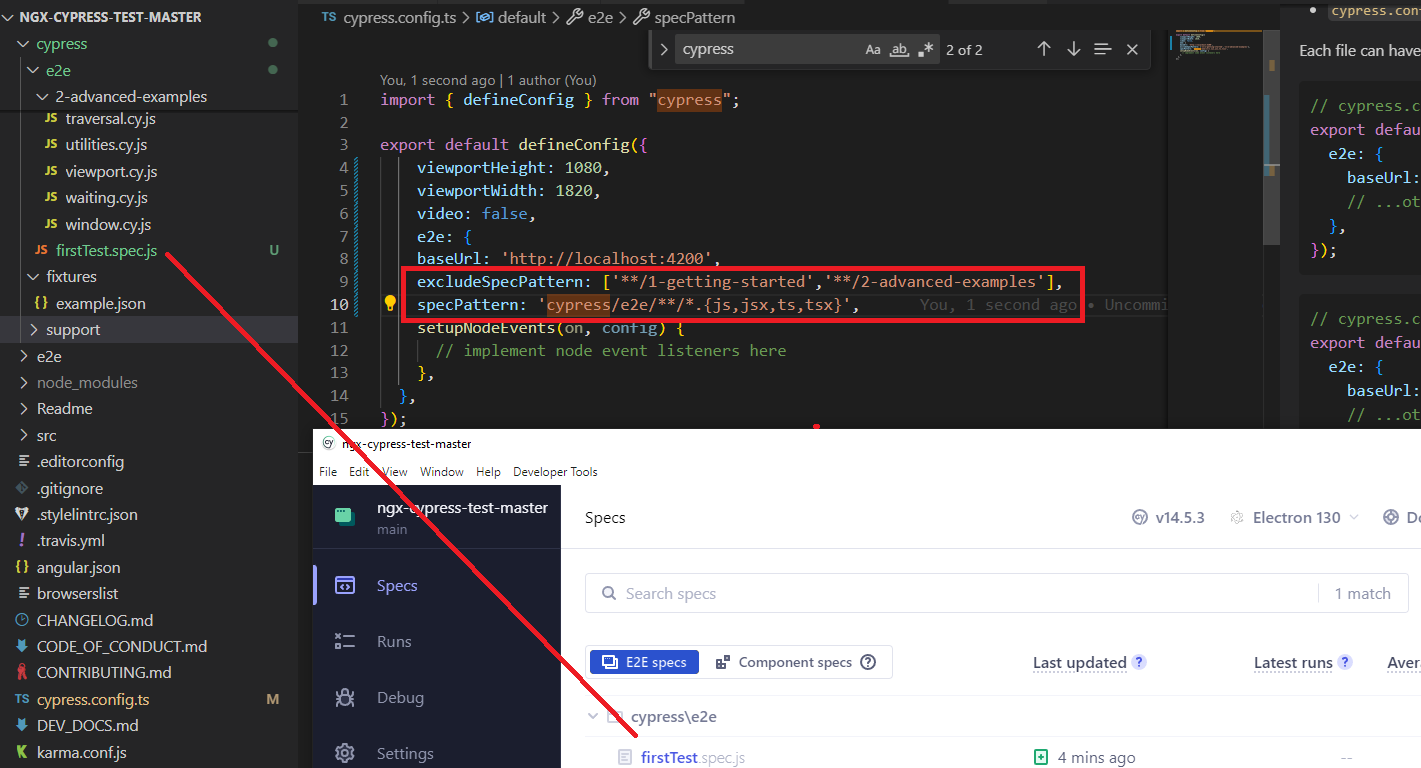 NGX-CYPRESS-TEST-MASTER
cypress
e2e
2-advanced-examples
JS traversal.cy.js
JS utilities.cy.js
JS viewport.cy.js
JS waiting.cy.js
JS window.cy.js
JS firstTest.spec.js U
fixtures
{} example.json
support
e2e
node_modules
Readme
src
.editorconfig
.gitignore
.stylelintrc.json
! .travis.yml
{} angular.json
browserslist
CHANGELOG.md
CODE_OF_CONDUCT.md
CONTRIBUTING.md
TS cypress.config.ts M
DEV_DOCS.md
karma.conf.js
TS cypress.config.ts > default > e2e > specPattern
cypress Aa ab .* 2 of 2
You, 1 second ago | 1 author (You)
1 import { defineConfig } from "cypress";
2
3 export default defineConfig({
4 viewportHeight: 1080,
5 viewportWidth: 1820,
6 video: false,
7 e2e: {
8 baseUrl: 'http://localhost:4200',
9 excludeSpecPattern: ['**/1-getting-started','**/2-advanced-examples'],
10 specPattern: 'cypress/e2e/**/*.{js,jsx,ts,tsx}', You, 1 second ago • Uncommi
11 setupNodeEvents(on, config) {
12 // implement node event listeners here
13 },
14 },
15 });
• cypress.con
Each file can have
// cypress.c
export defau
e2e: {
baseUrl:
// ...ot
},
});
// cypress.c
export defau
e2e: {
baseUrl:
// ...ot
cy ngx-cypress-test-master
File Edit View Window Help Developer Tools
ngx-cypress-test-master
main
Specs
Runs
Debug
Settings
Specs cy v14.5.3 Electron 130 Do
Search specs 1 match
E2E specs Component specs ? Last updated ? Latest runs ? Avera
cypress\e2e
firstTest.spec.js 4 mins ago --